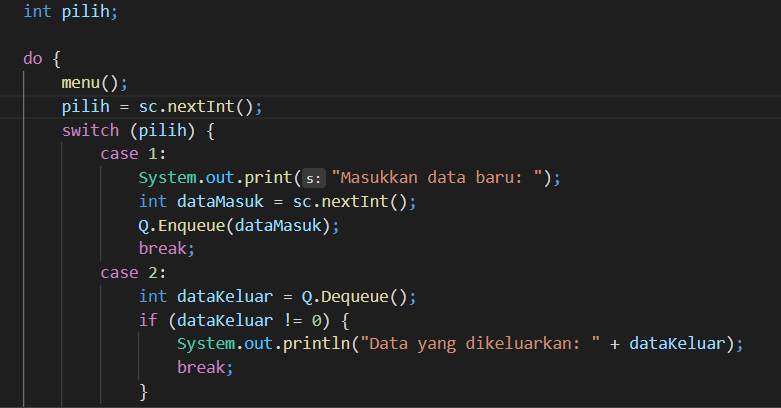 int pilih;
do {
menu();
pilih = sc.nextInt();
switch (pilih) {
case 1:
System.out.print(s: "Masukkan data baru: ");
int dataMasuk = sc.nextInt();
Q.Enqueue(dataMasuk);
break;
case 2:
int dataKeluar = Q.Dequeue();
if (dataKeluar != 0) {
System.out.println("Data yang dikeluarkan: " + dataKeluar);
break;
}